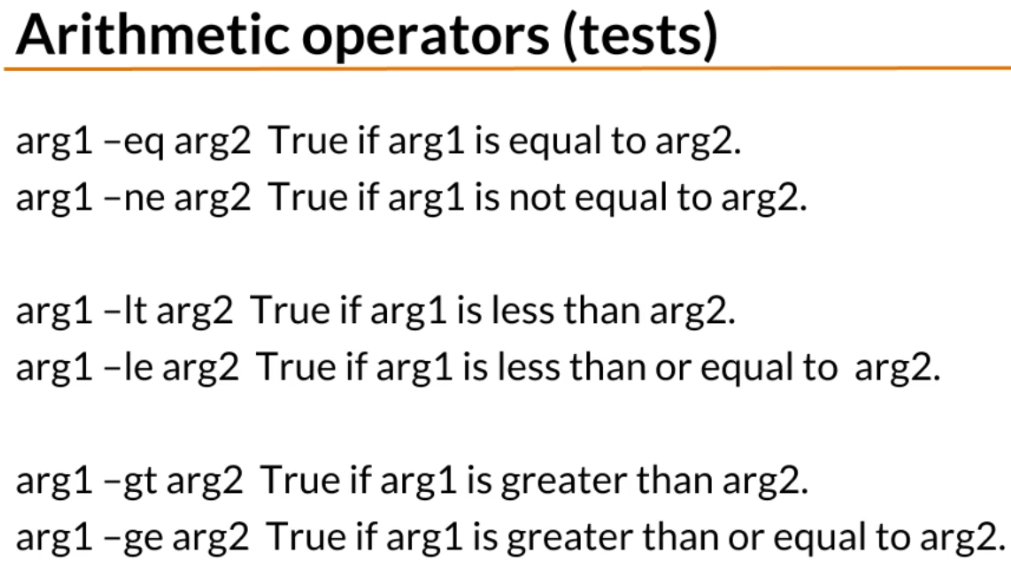 Arithmetic operators (tests)
arg1 –eq arg2 True if arg1 is equal to arg2.
arg1 –ne arg2 True if arg1 is not equal to arg2.
arg1 –lt arg2 True if arg1 is less than arg2.
arg1 –le arg2 True if arg1 is less than or equal to arg2.
arg1 –gt arg2 True if arg1 is greater than arg2.
arg1 –ge arg2 True if arg1 is greater than or equal to arg2.